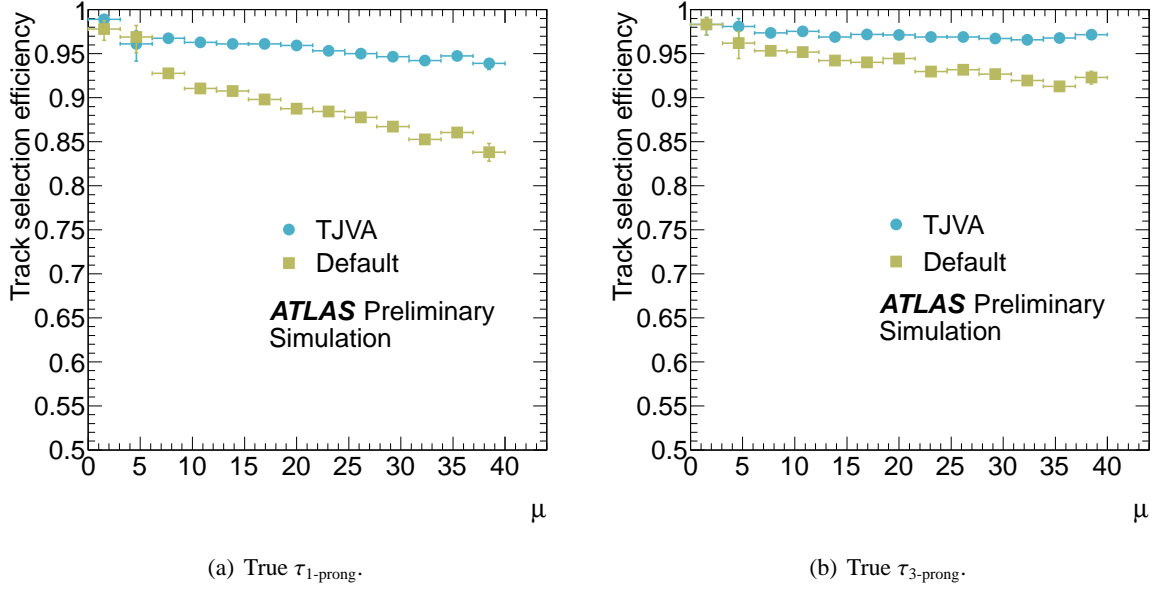 Track selection efficiency
1
0.95
0.9
0.85
0.8
0.75
0.7
0.65
0.6
0.55
0.5
0 5 10 15 20 25 30 35 40
μ
TJVA
Default
ATLAS Preliminary
Simulation
(a) True τ1-prong.
Track selection efficiency
1
0.95
0.9
0.85
0.8
0.75
0.7
0.65
0.6
0.55
0.5
0 5 10 15 20 25 30 35 40
μ
TJVA
Default
ATLAS Preliminary
Simulation
(b) True τ3-prong.